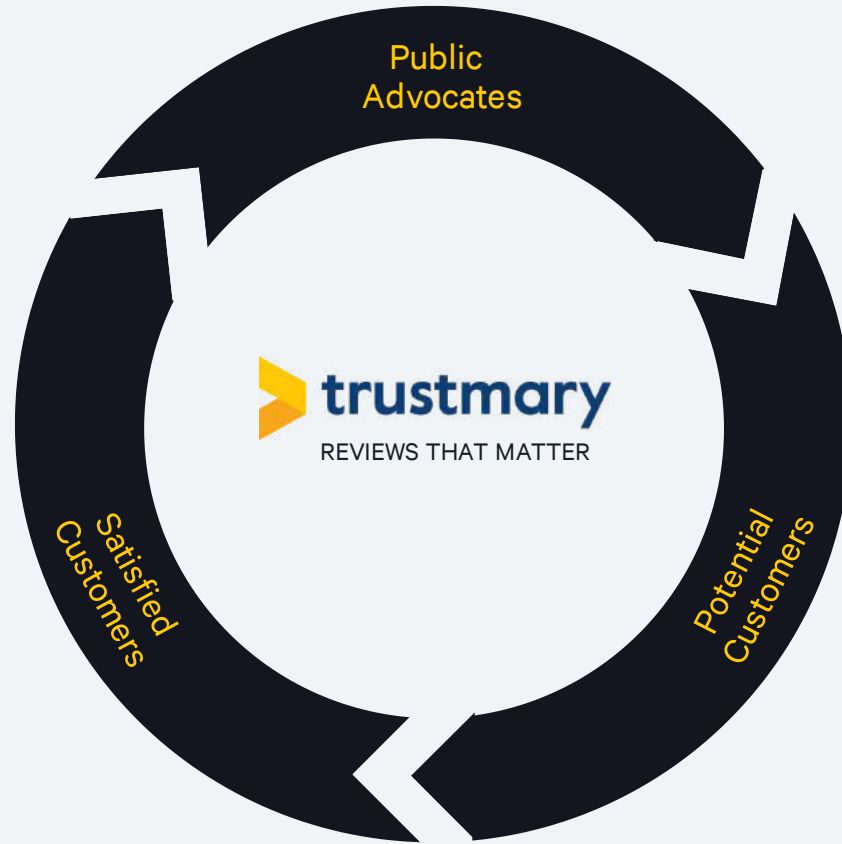 Public
Advocates
trustmary
REVIEWS THAT MATTER
Satisfied
Customers
Potential
Customers